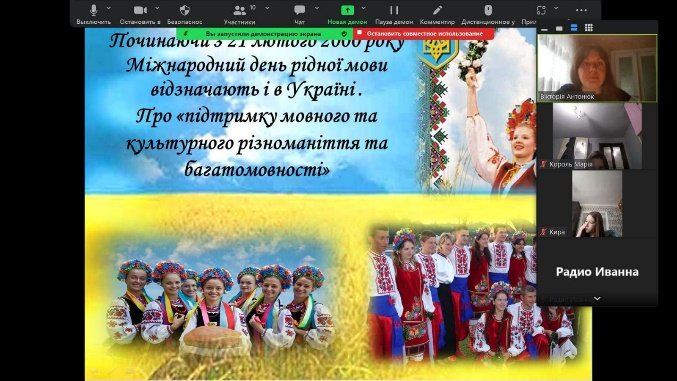 Выключить
Остановить в
Безопаснос
Участники
10
Чат
Новая демон
Пауза демон
Комментир
Дистанционное у
Вы запустили демонстрацию экрана
Остановить совместное использование
Починаючи з 21 лютого 2000 року
Міжнародний день рідної мови
відзначають і в Україні.
Про «підтримку мовного та
культурного різноманіття та
багатомовності»
Вікторія Антонюк
Король Марія
Кира
Радио Иванна